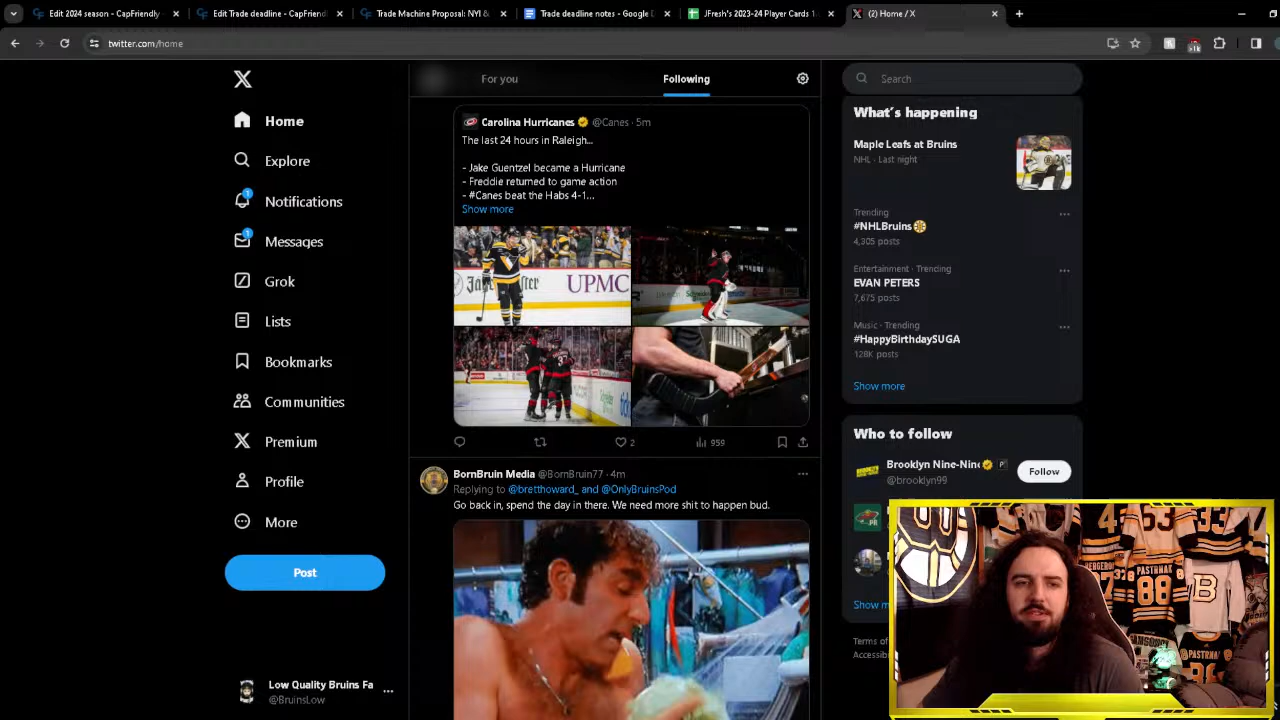 Edit 2024 season - CapFriendly
Edit Trade deadline - CapFriend
Trade Machine Proposal: NYI &
Trade deadline notes - Google D
JFresh's 2023-24 Player Cards 1
(2) Home / X
twitter.com/home
For you
Following
Search
Home
Explore
Notifications
Messages
Grok
Lists
Bookmarks
Communities
Premium
Profile
More
Post
Low Quality Bruins Fa
@BruinsLow
Carolina Hurricanes @Canes · 5m
The last 24 hours in Raleigh...
- Jake Guentzel became a Hurricane
- Freddie returned to game action
- #Canes beat the Habs 4-1...
Show more
UPMC
2
959
BornBruin Media @BornBruin77 · 4m
Replying to @bretthoward_ and @OnlyBruinsPod
Go back in, spend the day in there. We need more shit to happen bud.
What's happening
Maple Leafs at Bruins
NHL · Last night
Trending
#NHLBruins
4,305 posts
Entertainment · Trending
EVAN PETERS
7,675 posts
Music · Trending
#HappyBirthdaySUGA
128K posts
Show more
Who to follow
Brooklyn Nine-Nin
@brooklyn99
Follow
Show m
Terms of
Accessib
PASTRNAK
88
33
B
PASTRNAK